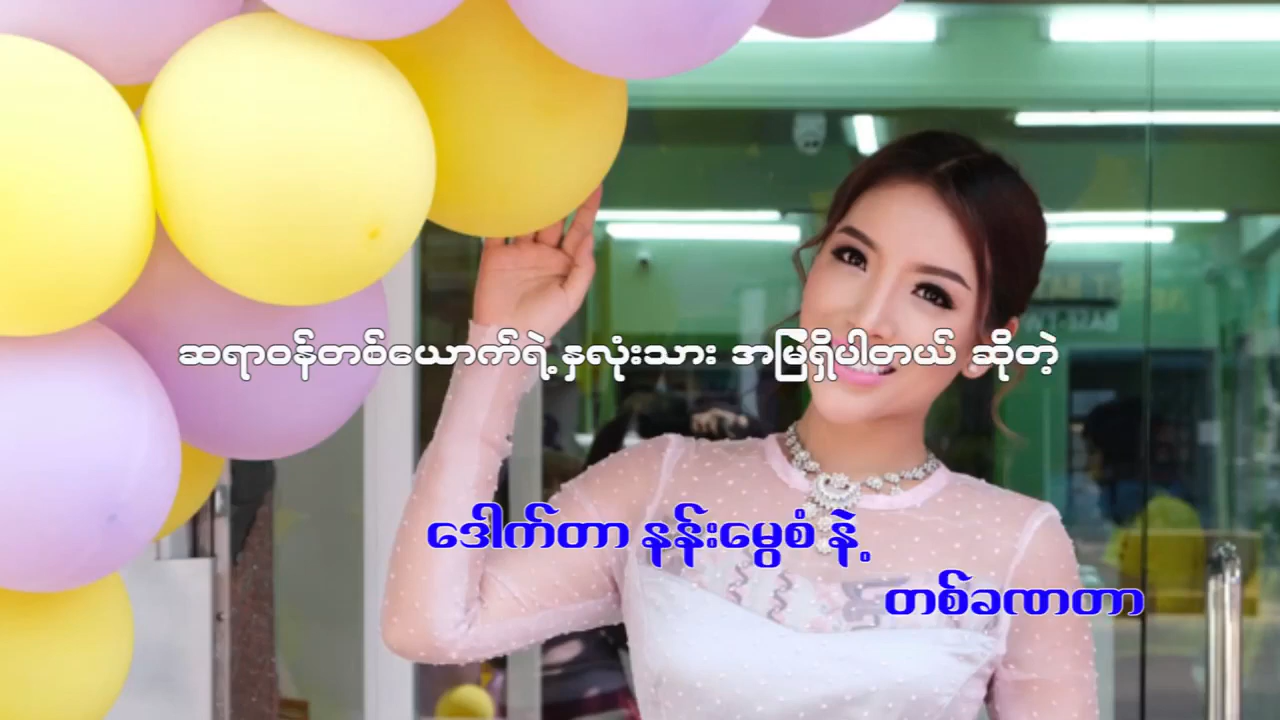 ဆရာဝန်တစ်ယောက်ရဲ့နှလုံးသား အမြဲရှိပါတယ် ဆိုတဲ့
ဒေါက်တာ နန်းမွေစံ နဲ့
တစ်ခဏတာ